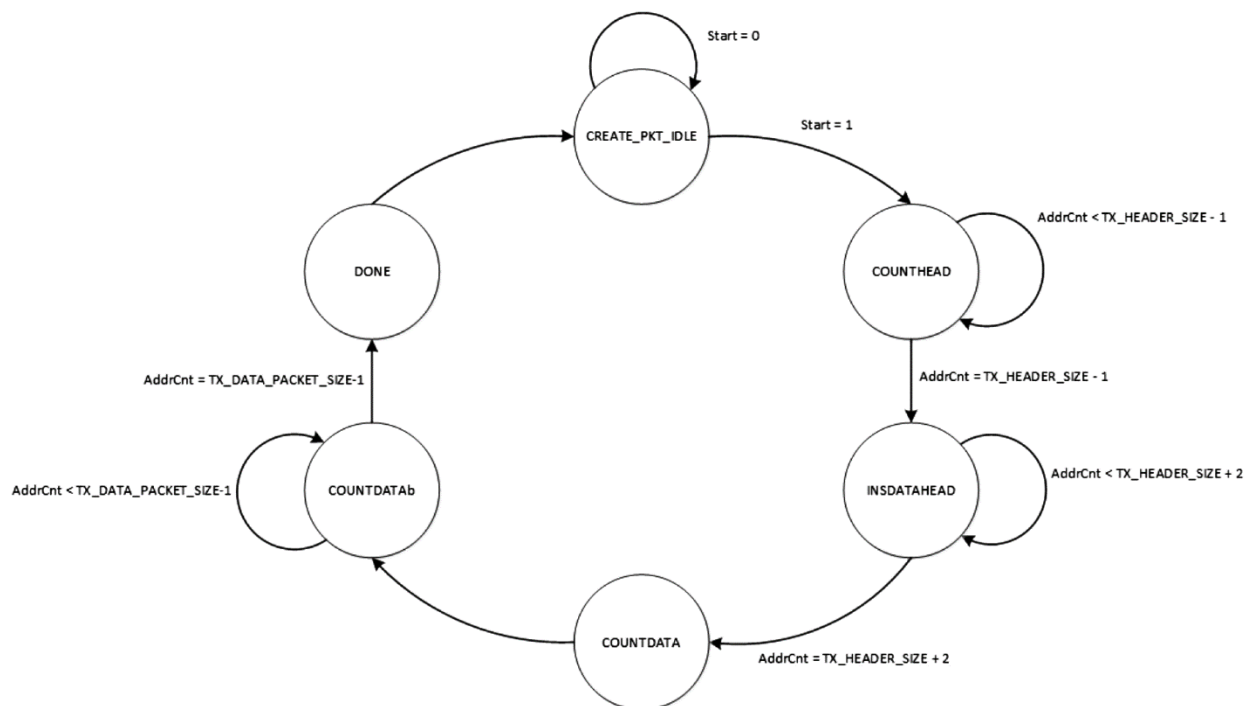 Start = 0
CREATE_PKT_IDLE
Start = 1
AddrCnt < TX_HEADER_SIZE - 1
DONE
COUNTHEAD
AddrCnt = TX_DATA_PACKET_SIZE-1
AddrCnt = TX_HEADER_SIZE - 1
AddrCnt < TX_DATA_PACKET_SIZE-1
COUNTDATAb
INSDATAHEAD
AddrCnt < TX_HEADER_SIZE + 2
COUNTDATA
AddrCnt = TX_HEADER_SIZE + 2